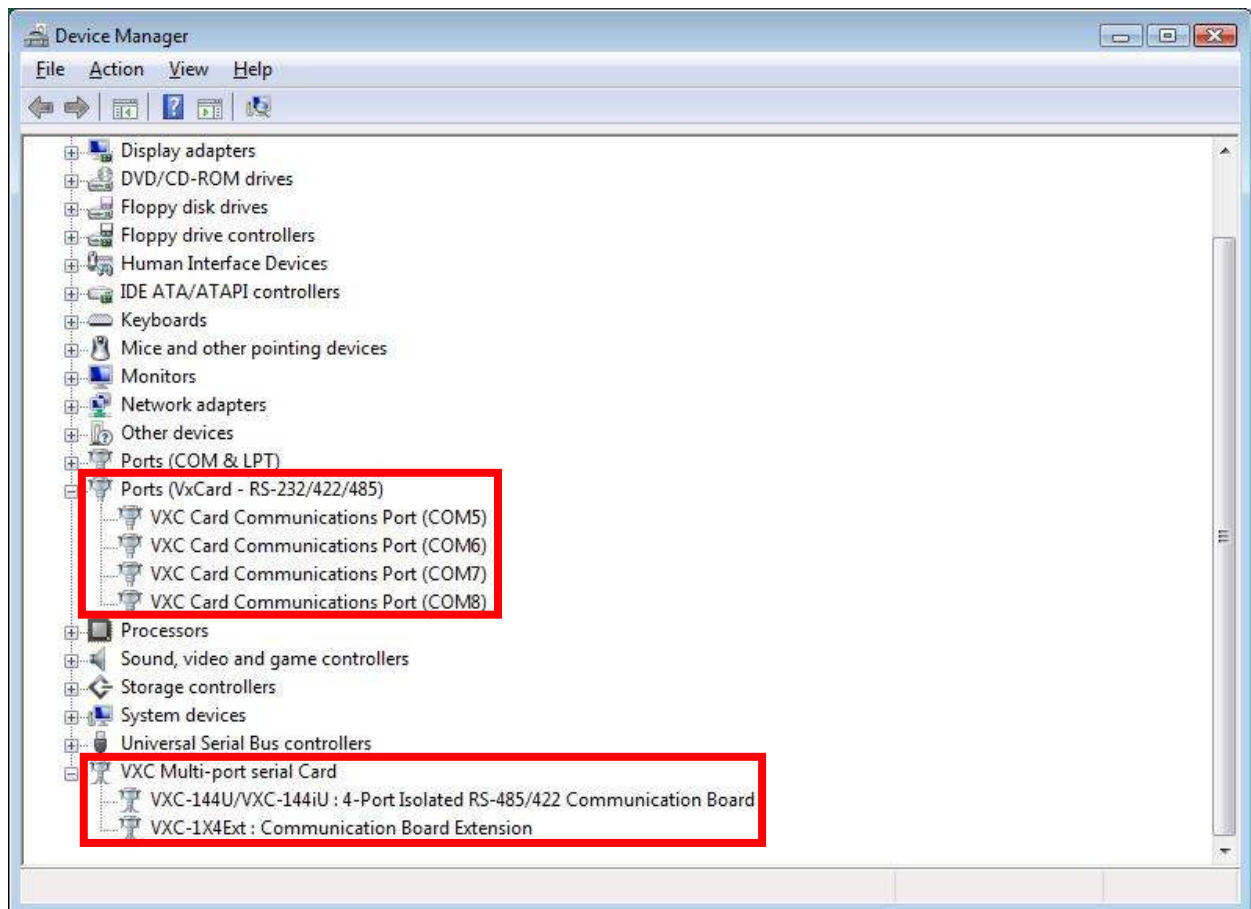 Device Manager
File Action View Help
Display adapters
DVD/CD-ROM drives
Floppy disk drives
Floppy drive controllers
Human Interface Devices
IDE ATA/ATAPI controllers
Keyboards
Mice and other pointing devices
Monitors
Network adapters
Other devices
Ports (COM & LPT)
Ports (VxCard - RS-232/422/485)
VXC Card Communications Port (COM5)
VXC Card Communications Port (COM6)
VXC Card Communications Port (COM7)
VXC Card Communications Port (COM8)
Processors
Sound, video and game controllers
Storage controllers
System devices
Universal Serial Bus controllers
VXC Multi-port serial Card
VXC-144U/VXC-144iU : 4-Port Isolated RS-485/422 Communication Board
VXC-1X4Ext : Communication Board Extension